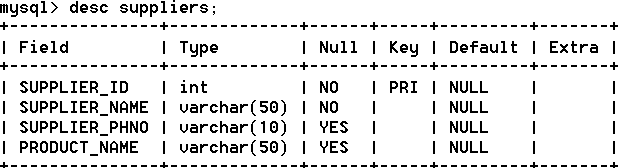 mysql> desc suppliers;
+---------------+-------------+------+-----+---------+-------+
| Field         | Type        | Null | Key | Default | Extra |
+---------------+-------------+------+-----+---------+-------+
| SUPPLIER_ID   | int         | NO   | PRI | NULL    |       |
| SUPPLIER_NAME | varchar(50) | NO   |     | NULL    |       |
| SUPPLIER_PHNO | varchar(10) | YES  |     | NULL    |       |
| PRODUCT_NAME  | varchar(50) | YES  |     | NULL    |       |
+---------------+-------------+------+-----+---------+-------+